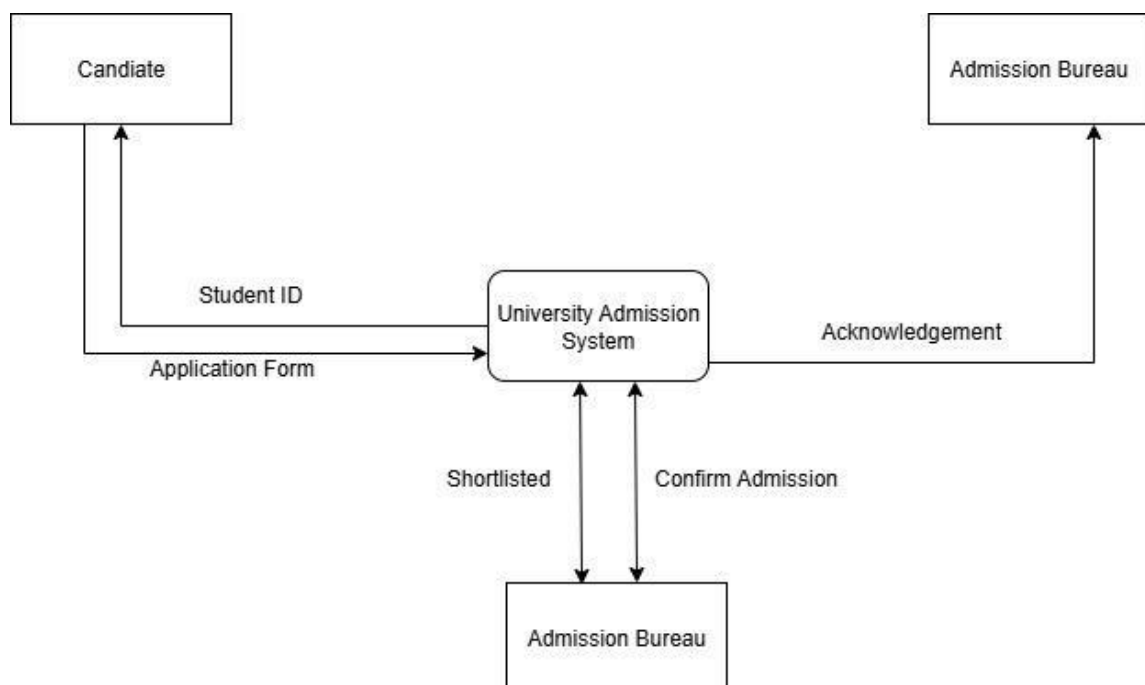 Candiate
Admission Bureau
Student ID
University Admission
System
Acknowledgement
Application Form
Shortlisted
Confirm Admission
Admission Bureau